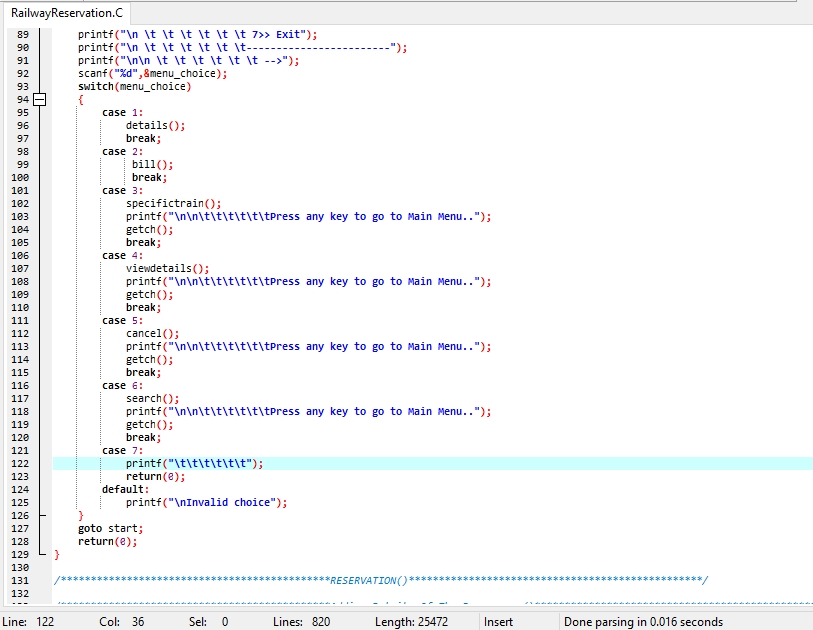 RailwayReservation.C
89 printf("\n \t \t \t \t \t \t 7>> Exit");
90 printf("\n \t \t \t \t \t \t------------------------");
91 printf("\n\n \t \t \t \t \t \t -->");
92 scanf("%d",&menu_choice);
93 switch(menu_choice)
94 {
95 case 1:
96 details();
97 break;
98 case 2:
99 bill();
100 break;
101 case 3:
102 specifictrain();
103 printf("\n\n\t\t\t\t\t\tPress any key to go to Main Menu..");
104 getch();
105 break;
106 case 4:
107 viewdetails();
108 printf("\n\n\t\t\t\t\t\tPress any key to go to Main Menu..");
109 getch();
110 break;
111 case 5:
112 cancel();
113 printf("\n\n\t\t\t\t\t\tPress any key to go to Main Menu..");
114 getch();
115 break;
116 case 6:
117 search();
118 printf("\n\n\t\t\t\t\t\tPress any key to go to Main Menu..");
119 getch();
120 break;
121 case 7:
122 printf("\t\t\t\t\t\t");
123 return(0);
124 default:
125 printf("\nInvalid choice");
126 }
127 goto start;
128 return(0);
129 }
130
131 /*********************************************RESERVATION()*************************************************/
132
Line: 122 Col: 36 Sel: 0 Lines: 820 Length: 25472 Insert Done parsing in 0.016 seconds